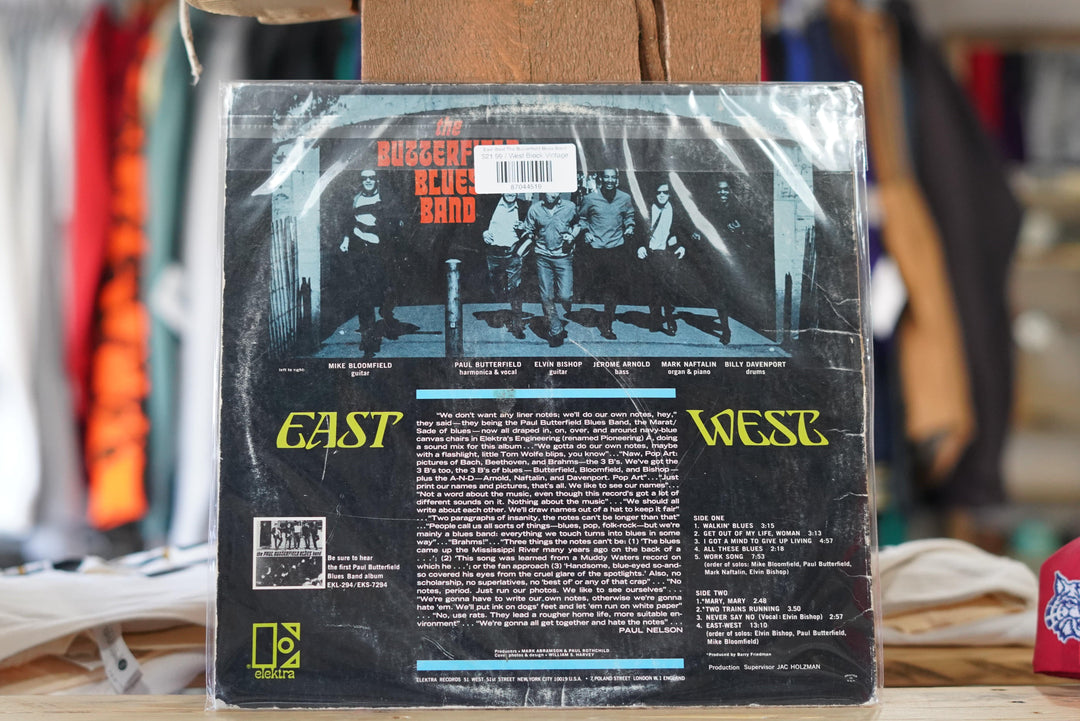 the
BUTTERF
BLUES
BAND
East West The Butterfield Blues Band
$21.99 / West Block Vintage
87044519
left to right:
MIKE BLOOMFIELD
guitar
PAUL BUTTERFIELD
harmonica & vocal
ELVIN BISHOP
guitar
JEROME ARNOLD
bass
MARK NAFTALIN
organ & piano
BILLY DAVENPORT
drums
EAST
WEST
"We don't want any liner notes; we'll do our own notes, hey,"
they said—they being the Paul Butterfield Blues Band, the Marat/
Sade of blues—now all draped in, on, over, and around navy-blue
canvas chairs in Elektra's Engineering (renamed Pioneering) A, doing
a sound mix for this album . . . "We gotta do our own notes, maybe
with a flashlight, little Tom Wolfe blips, you know" . . . "Naw, Pop Art:
pictures of Bach, Beethoven, and Brahms—the 3 B's. We've got the
3 B's too, the 3 B's of blues—Butterfield, Bloomfield, and Bishop—
plus the A-N-D—Arnold, Naftalin, and Davenport. Pop Art" . . . "Just
print our names and pictures, that's all. We like to see our names" . . .
"Not a word about the music, even though this record's got a lot of
different sounds on it. Nothing about the music" . . . "We should all
write about each other. We'll draw names out of a hat to keep it fair"
. . . "Two paragraphs of insanity, the notes can't be longer than that"
. . . "People call us all sorts of things—blues, pop, folk-rock—but we're
mainly a blues band: everything we touch turns into blues in some
way" . . . "Brahms!" . . . "Three things the notes can't be: (1) 'The blues
came up the Mississippi River many years ago on the back of a
. . .'; (2) 'This song was learned from a Muddy Waters record on
which he . . .'; or the fan approach (3) 'Handsome, blue-eyed so-and-
so covered his eyes from the cruel glare of the spotlights.' Also, no
scholarship, no superlatives, no 'best of' or any of that crap" . . . "No
notes, period. Just run our photos. We like to see ourselves" . . .
"We're gonna have to write our own notes, otherwise we're gonna
hate 'em. We'll put ink on dogs' feet and let 'em run on white paper"
. . . "No, use rats. They lead a rougher home life, more suitable en-
vironment" . . . "We're gonna all get together and hate the notes" . . .
PAUL NELSON
Producers • MARK ABRAMSON & PAUL ROTHCHILD
Cover: photos & design • WILLIAM S. HARVEY
ELEKTRA RECORDS 51 WEST 51st STREET NEW YORK CITY 10019 U.S.A. • 7, POLAND STREET LONDON W.1 ENGLAND
the PAUL BUTTERFIELD BLUES BAND
Be sure to hear
the first Paul Butterfield
Blues Band album
EKL-294/EKS-7294
elektra
SIDE ONE
1. WALKIN' BLUES 3:15
2. GET OUT OF MY LIFE, WOMAN 3:13
3. I GOT A MIND TO GIVE UP LIVING 4:57
4. ALL THESE BLUES 2:18
5. WORK SONG 7:53
(order of solos: Mike Bloomfield, Paul Butterfield,
Mark Naftalin, Elvin Bishop)
SIDE TWO
1. *MARY, MARY 2.48
2. *TWO TRAINS RUNNING 3.50
3. NEVER SAY NO (Vocal: Elvin Bishop) 2:57
4. EAST-WEST 13:10
(order of solos: Elvin Bishop, Paul Butterfield,
Mike Bloomfield)
*Produced by Barry Friedman
Production Supervisor JAC HOLZMAN